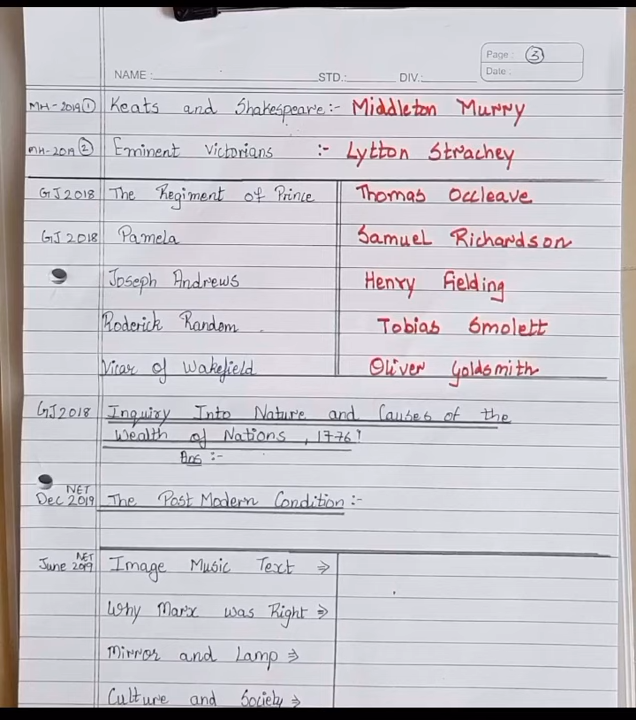 Page : 3
NAME : STD.: DIV.: Date :
MH-2019 ① Keats and Shakespeare:- Middleton Murry
MH-2019 ② Eminent Victorians :- Lytton Strachey
GJ 2018 The Regiment of Prince Thomas Occleave
GJ 2018 Pamela Samuel Richardson
Joseph Andrews Henry Fielding
Roderick Random Tobias Smolett
Vicar of Wakefield Oliver Goldsmith
GJ 2018 Inquiry Into Nature and Causes of the
Wealth of Nations, 1776?
Ans :-
NET
Dec 2019 The Post Modern Condition :-
NET
June 2019 Image Music Text ⇒
Why Marx was Right ⇒
Mirror and Lamp ⇒
Culture and Society ⇒